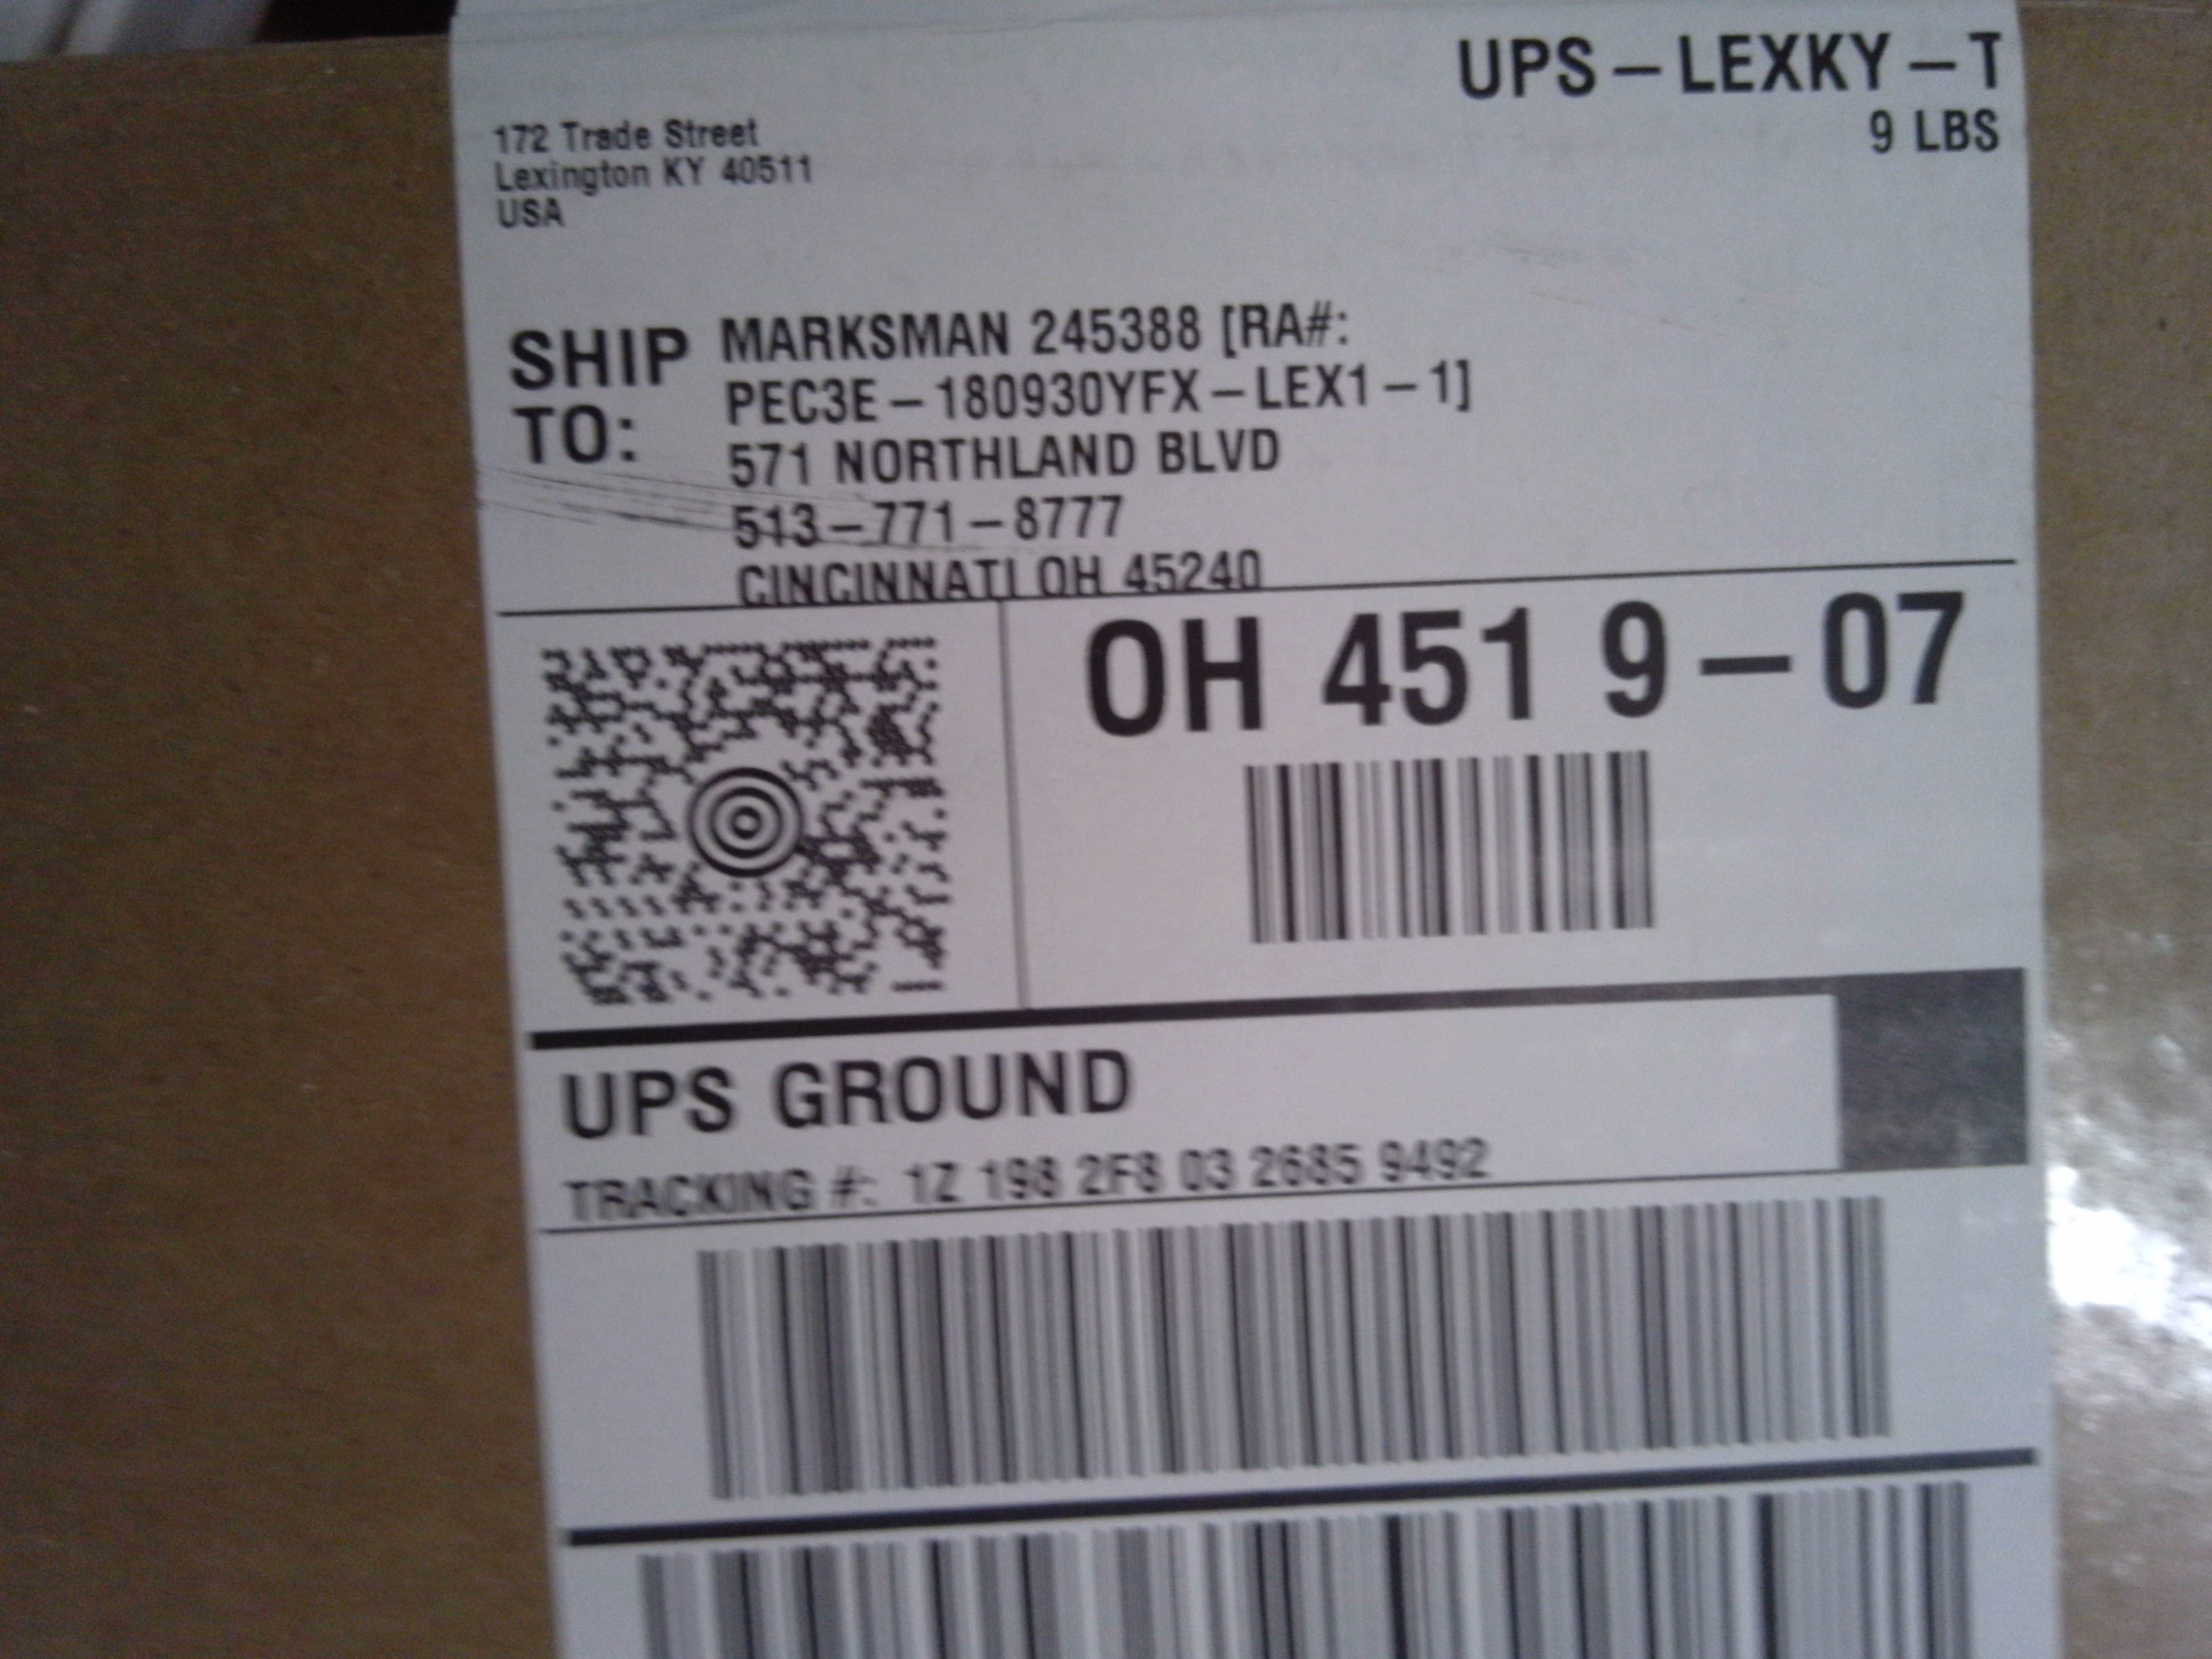 UPS – LEXKY – T
9 LBS
172 Trade Street
Lexington KY 40511
USA
SHIP TO:
MARKSMAN 245388 [RA#:
PEC3E – 180930YFX – LEX1 – 1]
571 NORTHLAND BLVD
513 – 771 – 8777
CINCINNATI OH 45240
OH 451 9 – 07
UPS GROUND
TRACKING #: 1Z 198 2F8 03 2685 9492